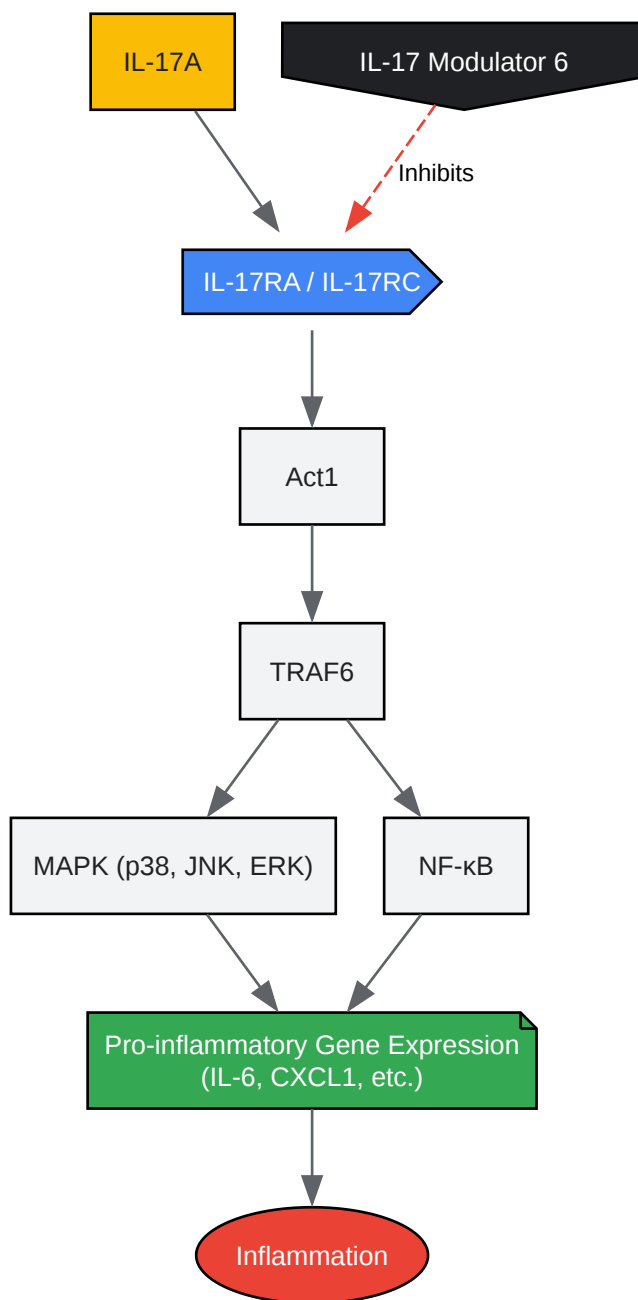 IL-17A
IL-17 Modulator 6
Inhibits
IL-17RA / IL-17RC
Act1
TRAF6
MAPK (p38, JNK, ERK)
NF-κB
Pro-inflammatory Gene Expression
(IL-6, CXCL1, etc.)
Inflammation